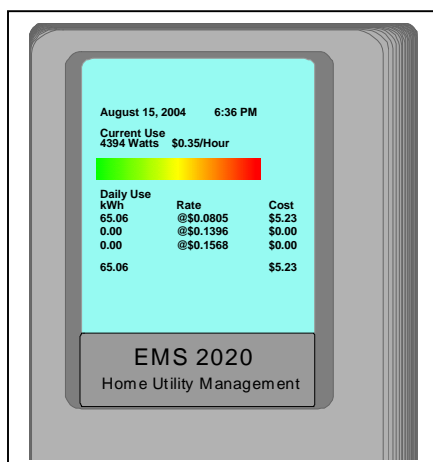 August 15, 2004 6:36 PM
Current Use
4394 Watts $0.35/Hour
Daily Use
kWh Rate Cost
65.06 @$0.0805 $5.23
0.00 @$0.1396 $0.00
0.00 @$0.1568 $0.00
65.06 $5.23
EMS 2020
Home Utility Management